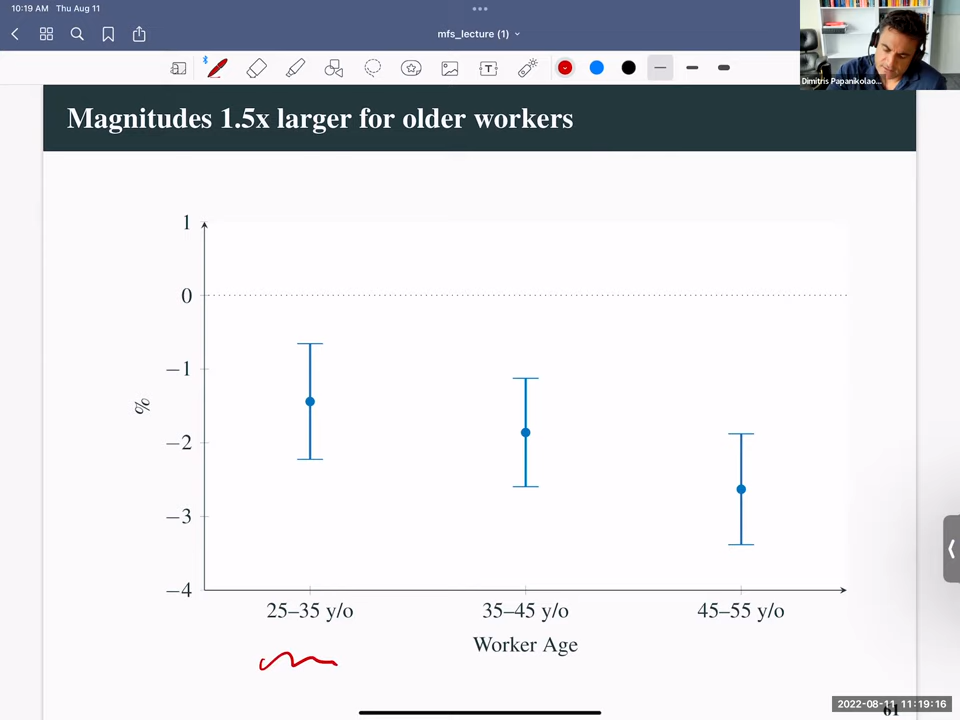 10:19 AM Thu Aug 11
mfs_lecture (1)
T
Dimitris Papanikolao...
Magnitudes 1.5x larger for older workers
1
0
−1
−2
−3
−4
%
25–35 y/o
35–45 y/o
45–55 y/o
Worker Age
2022-08-11 11:19:16
61